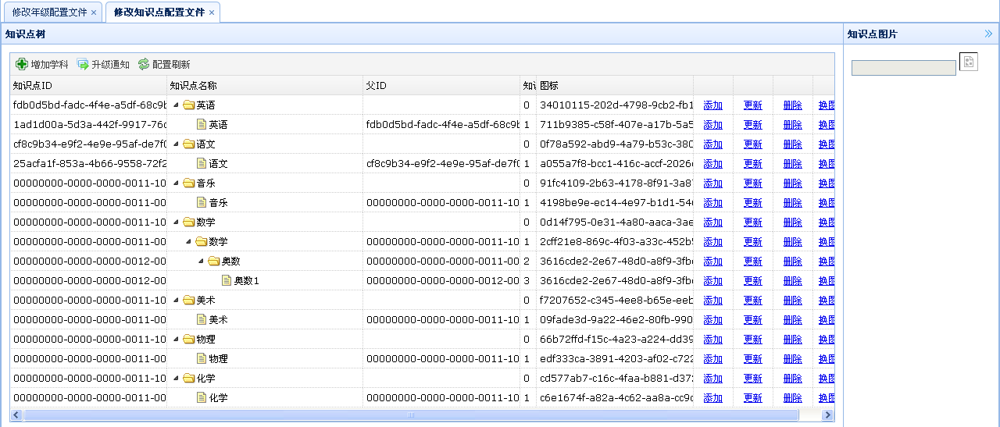 修改年级配置文件 修改知识点配置文件
知识点树 知识点图片
增加学科 升级通知 配置刷新
知识点ID 知识点名称 父ID 图标
fdb0d5bd-fadc-4f4e-a5df-68c9b 英语 0 34010115-202d-4798-9cb2-fb1 添加 更新 删除 换图
1ad1d00a-5d3a-442f-9917-76c 英语 fdb0d5bd-fadc-4f4e-a5df-68c9b 1 711b9385-c58f-407e-a17b-5a5 添加 更新 删除 换图
cf8c9b34-e9f2-4e9e-95af-de7f0 语文 0 0f78a592-abd9-4a79-b53c-380 添加 更新 删除 换图
25acfa1f-853a-4b66-9558-72f2 语文 cf8c9b34-e9f2-4e9e-95af-de7f0 1 a055a7f8-bcc1-416c-accf-2026 添加 更新 删除 换图
00000000-0000-0000-0011-10 音乐 0 91fc4109-2b63-4178-8f91-3a8 添加 更新 删除 换图
00000000-0000-0000-0011-00 音乐 00000000-0000-0000-0011-10 1 4198be9e-ec14-4e97-b1d1-54 添加 更新 删除 换图
00000000-0000-0000-0011-10 数学 0 0d14f795-0e31-4a80-aaca-3ae 添加 更新 删除 换图
00000000-0000-0000-0011-00 数学 00000000-0000-0000-0011-10 1 2cff21e8-869c-4f03-a33c-452b 添加 更新 删除 换图
00000000-0000-0000-0012-00 奥数 00000000-0000-0000-0011-00 2 3616cde2-2e67-48d0-a8f9-3fb 添加 更新 删除 换图
00000000-0000-0000-0012-00 奥数1 00000000-0000-0000-0012-00 3 3616cde2-2e67-48d0-a8f9-3fb 添加 更新 删除 换图
00000000-0000-0000-0011-10 美术 0 f7207652-c345-4ee8-b65e-eeb 添加 更新 删除 换图
00000000-0000-0000-0011-00 美术 00000000-0000-0000-0011-10 1 09fade3d-9a22-46e2-80fb-990 添加 更新 删除 换图
00000000-0000-0000-0011-10 物理 0 66b72ffd-f15c-4a23-a224-dd39 添加 更新 删除 换图
00000000-0000-0000-0011-00 物理 00000000-0000-0000-0011-10 1 edf333ca-3891-4203-af02-c722 添加 更新 删除 换图
00000000-0000-0000-0011-10 化学 0 cd577ab7-c16c-4faa-b881-d37 添加 更新 删除 换图
00000000-0000-0000-0011-00 化学 00000000-0000-0000-0011-10 1 c6e1674f-a82a-4c62-aa8a-cc9 添加 更新 删除 换图